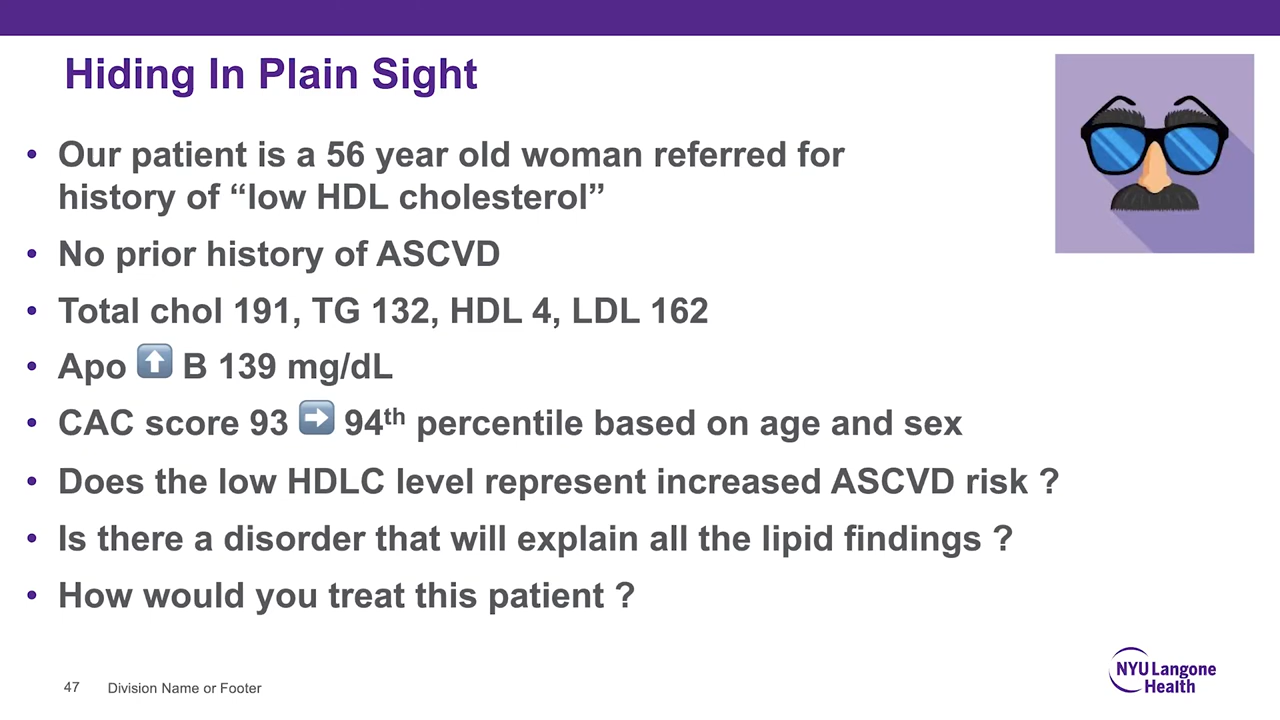 Hiding In Plain Sight
• Our patient is a 56 year old woman referred for
history of “low HDL cholesterol”
• No prior history of ASCVD
• Total chol 191, TG 132, HDL 4, LDL 162
• Apo ⬆️ B 139 mg/dL
• CAC score 93 ➡️ 94th percentile based on age and sex
• Does the low HDLC level represent increased ASCVD risk ?
• Is there a disorder that will explain all the lipid findings ?
• How would you treat this patient ?
47 Division Name or Footer
NYU Langone
Health